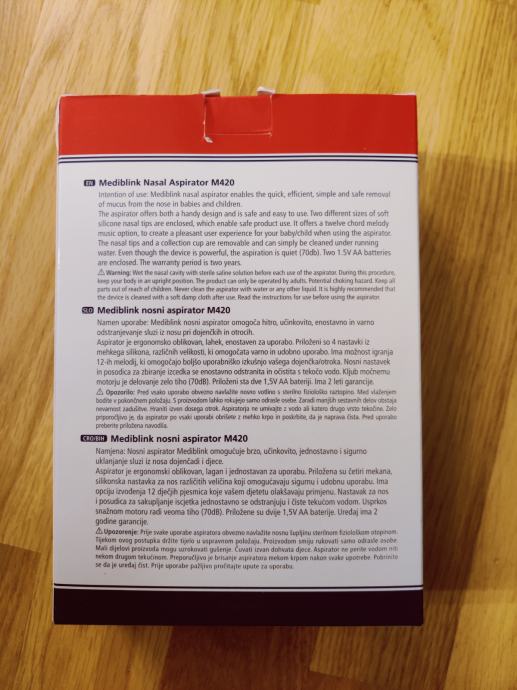 EN Mediblink Nasal Aspirator M420
Intention of use: Mediblink nasal aspirator enables the quick, efficient, simple and safe removal
of mucus from the nose in babies and children.
The aspirator offers both a handy design and is safe and easy to use. Two different sizes of soft
silicone nasal tips are enclosed, which enable safe product use. It offers a twelve chord melody
music option, to create a pleasant user experience for your baby/child when using the aspirator.
The nasal tips and a collection cup are removable and can simply be cleaned under running
water. Even though the device is powerful, the aspiration is quiet (70db). Two 1.5V AA batteries
are enclosed. The warranty period is two years.
⚠ Warning: Wet the nasal cavity with sterile saline solution before each use of the aspirator. During this procedure,
keep your body in an upright position. The product can only be operated by adults. Potential choking hazard. Keep all
parts out of reach of children. Never clean the aspirator with water or any other liquid. It is highly recommended that
the device is cleaned with a soft damp cloth after use. Read the instructions for use before using the aspirator.
SLO Mediblink nosni aspirator M420
Namen uporabe: Mediblink nosni aspirator omogoča hitro, učinkovito, enostavno in varno
odstranjevanje sluzi iz nosu pri dojenčkih in otrocih.
Aspirator je ergonomsko oblikovan, lahek, enostaven za uporabo. Priloženi so 4 nastavki iz
mehkega silikona, različnih velikosti, ki omogočata varno in udobno uporabo. Ima možnost igranja
12-ih melodij, ki omogočajo boljšo uporabniško izkušnjo vašega dojenčka/otroka. Nosni nastavek
in posodica za zbiranje izcedka se enostavno odstranita in očistita s tekočo vodo. Kljub močnemu
motorju je delovanje zelo tiho (70dB). Priloženi sta dve 1,5V AA bateriji. Ima 2 leti garancije.
⚠ Opozorilo: Pred vsako uporabo obvezno navlažite nosno votlino s sterilno fiziološko raztopino. Med vlaženjem
bodite v pokončnem položaju. S proizvodom lahko rokujejo samo odrasle osebe. Zaradi manjših sestavnih delov obstaja
nevarnost zadušitve. Hraniti izven dosega otrok. Aspiratorja ne umivajte z vodo ali katero drugo vrsto tekočine. Zelo
priporočljivo je, da aspirator po vsaki uporabi obrišete z mehko krpo in poskrbite, da je naprava čista. Pred uporabo
preberite priložena navodila.
CRO/BIH Mediblink nosni aspirator M420
Namjena: Nosni aspirator Mediblink omogućuje brzo, učinkovito, jednostavno i sigurno
uklanjanje sluzi iz nosa dojenčadi i djece.
Aspirator je ergonomski oblikovan, lagan i jednostavan za uporabu. Priložena su četiri mekana,
silikonska nastavka za nos različitih veličina koji omogućavaju sigurnu i udobnu uporabu. Ima
opciju izvođenja 12 dječjih pjesmica koje vašem djetetu olakšavaju primjenu. Nastavak za nos
i posudica za sakupljanje iscjetka jednostavno se odstranjuju i čiste tekućom vodom. Usprkos
snažnom motoru radi veoma tiho (70dB). Priložene su dvije 1,5V AA baterije. Uređaj ima 2
godine garancije.
⚠ Upozorenje: Prije svake uporabe aspiratora obvezno navlažite nosnu šupljinu sterilnom fiziološkom otopinom.
Tijekom ovog postupka držite tijelo u uspravnom položaju. Proizvodom smiju rukovati samo odrasle osobe.
Mali dijelovi proizvoda mogu uzrokovati gušenje. Čuvati izvan dohvata djece. Aspirator ne perite vodom niti
nekom drugom tekućinom. Preporučljivo je brisanje aspiratora mekom krpom nakon svake upotrebe. Pobrinite
se da je uređaj čist. Prije uporabe pažljivo pročitajte upute za uporabu.